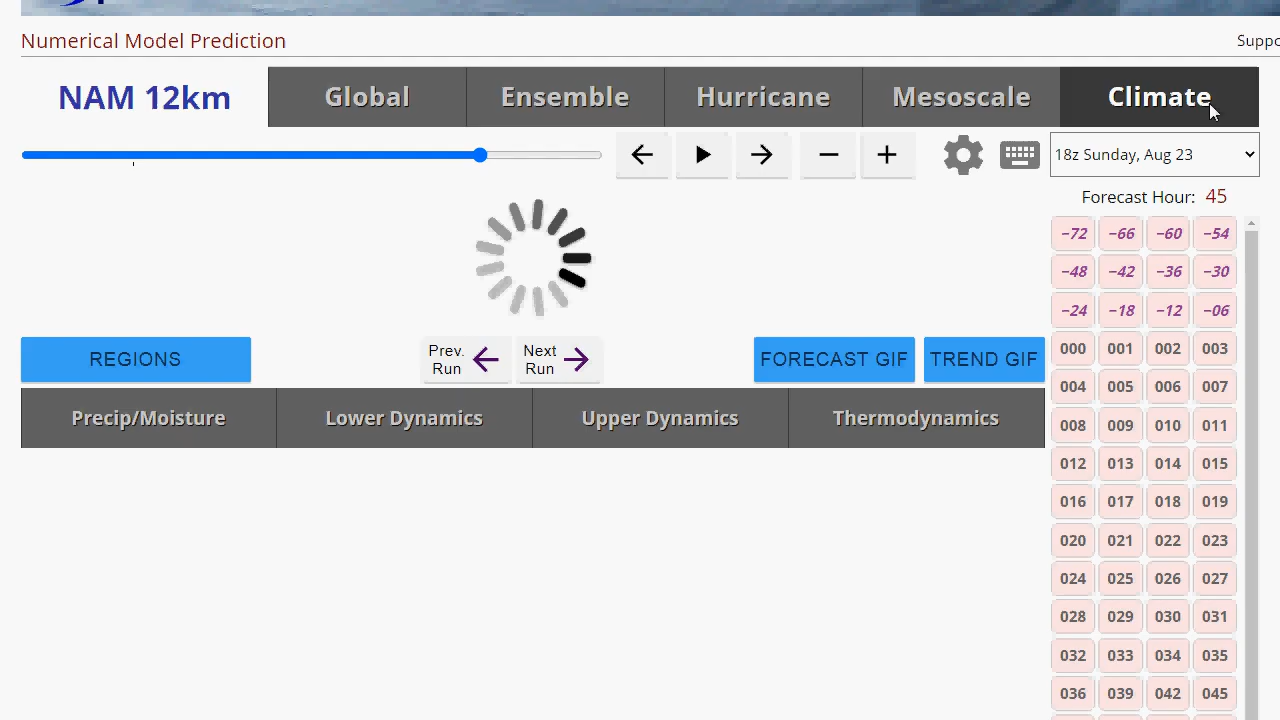 Numerical Model Prediction
NAM 12km
Global
Ensemble
Hurricane
Mesoscale
Climate
18z Sunday, Aug 23
Forecast Hour: 45
−72 −66 −60 −54
−48 −42 −36 −30
−24 −18 −12 −06
000 001 002 003
004 005 006 007
008 009 010 011
012 013 014 015
016 017 018 019
020 021 022 023
024 025 026 027
028 029 030 031
032 033 034 035
036 039 042 045
REGIONS
Prev.
Run
Next
Run
FORECAST GIF
TREND GIF
Precip/Moisture
Lower Dynamics
Upper Dynamics
Thermodynamics